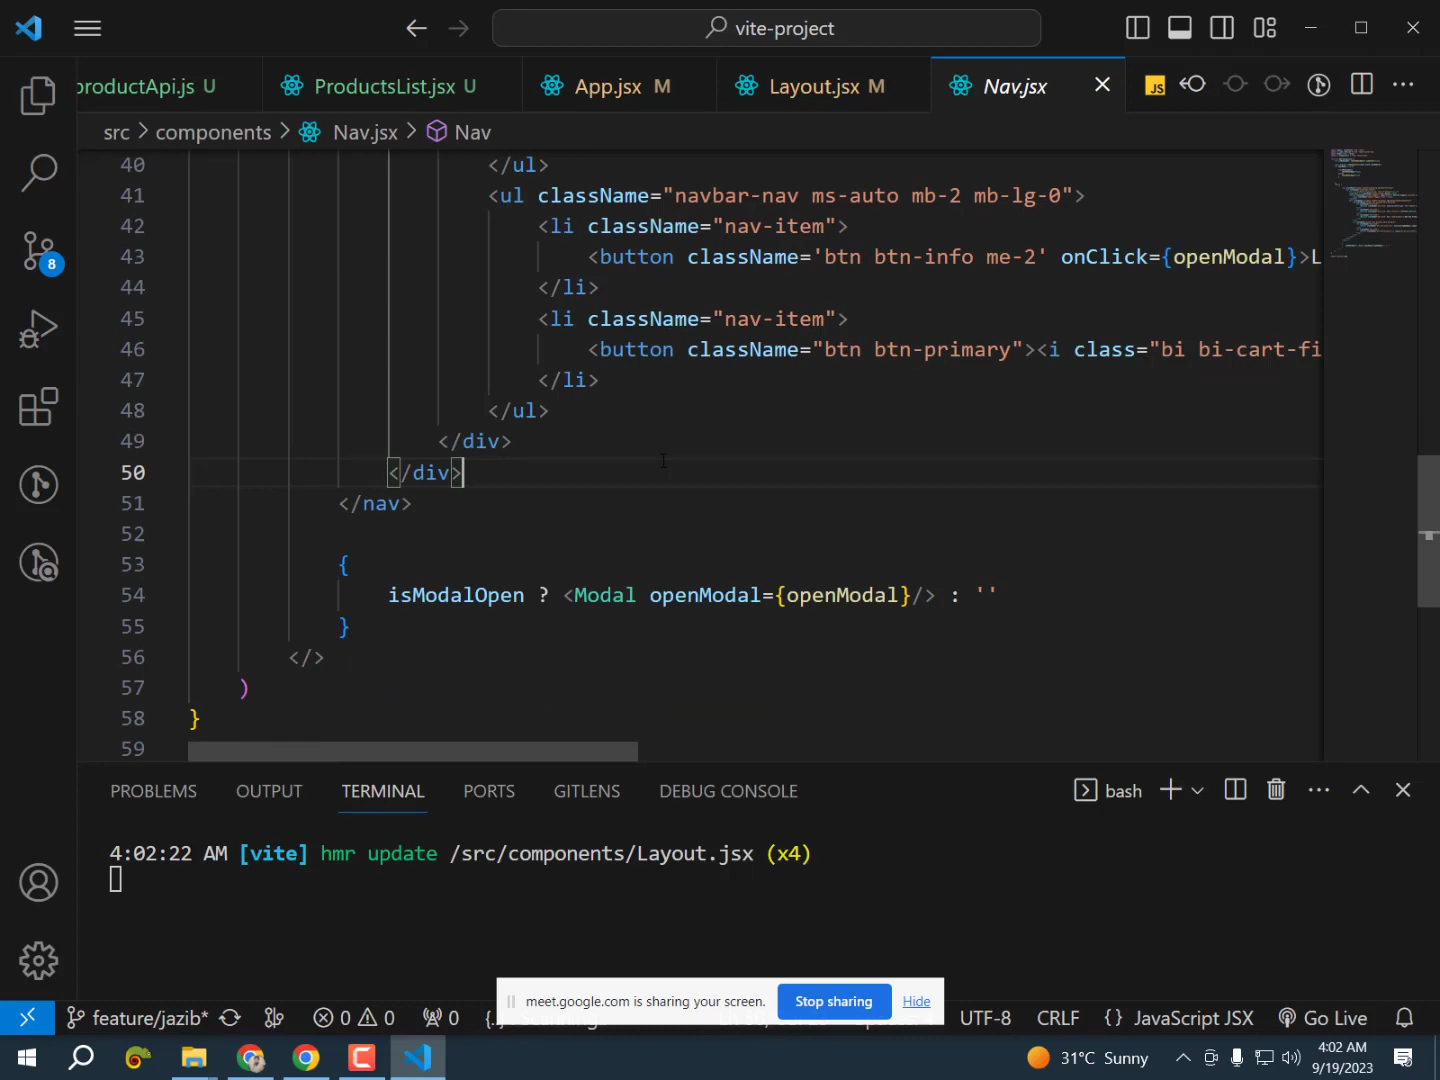 vite-project
productApi.js U
ProductsList.jsx U
App.jsx M
Layout.jsx M
Nav.jsx
JS
src > components > Nav.jsx > Nav
40 </ul>
41 <ul className="navbar-nav ms-auto mb-2 mb-lg-0">
42 <li className="nav-item">
43 <button className='btn btn-info me-2' onClick={openModal}>L
44 </li>
45 <li className="nav-item">
46 <button className="btn btn-primary"><i class="bi bi-cart-fi
47 </li>
48 </ul>
49 </div>
50 </div>
51 </nav>
52
53 {
54 isModalOpen ? <Modal openModal={openModal}/> : ''
55 }
56 </>
57 )
58 }
59
8
PROBLEMS OUTPUT TERMINAL PORTS GITLENS DEBUG CONSOLE
bash
4:02:22 AM [vite] hmr update /src/components/Layout.jsx (x4)
meet.google.com is sharing your screen. Stop sharing Hide
feature/jazib* 0 0 0 UTF-8 CRLF {} JavaScript JSX Go Live
31°C Sunny
4:02 AM
9/19/2023